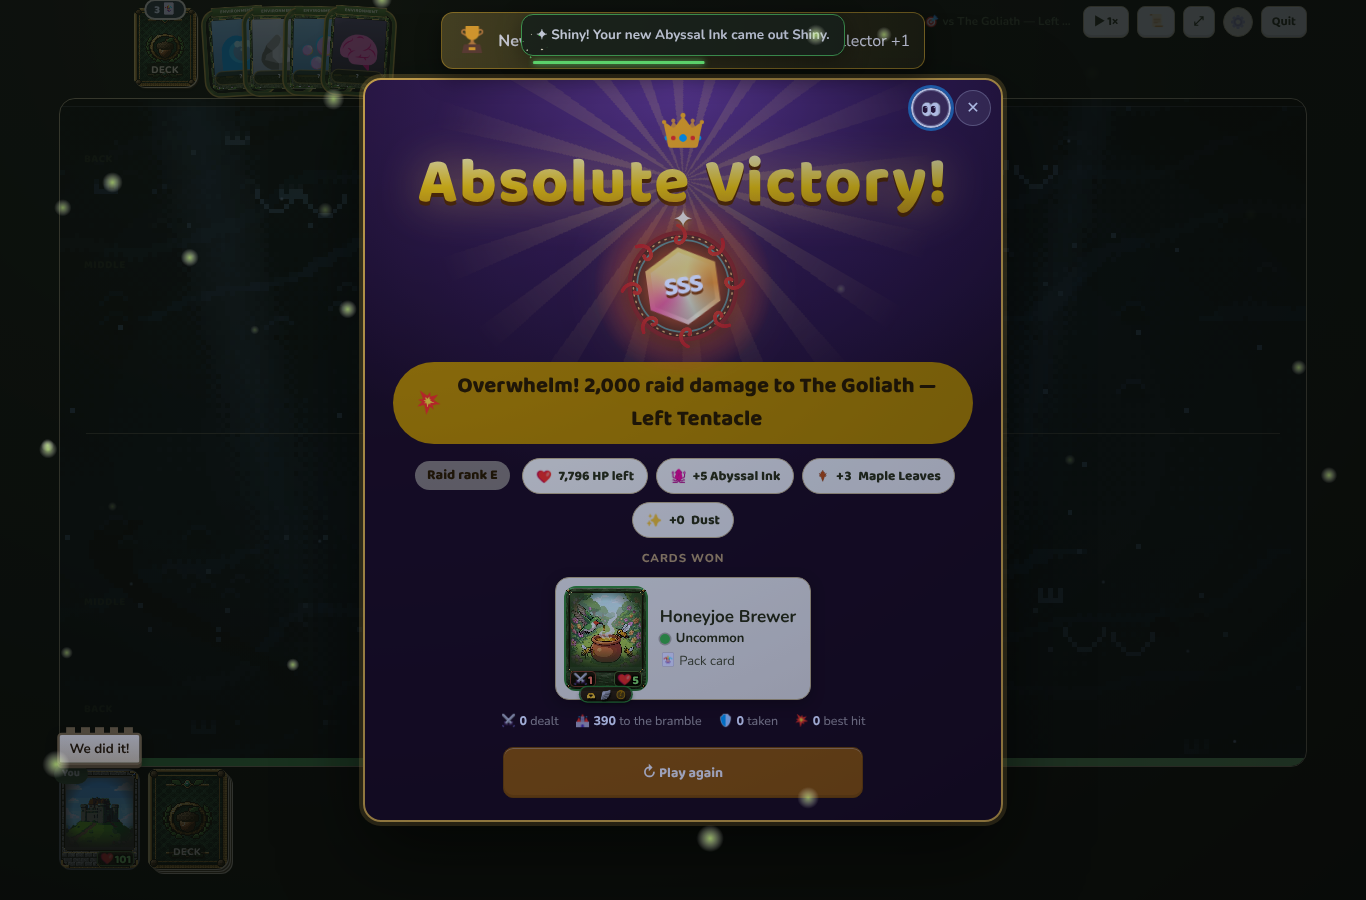 3
DECK
✦ Shiny! Your new Abyssal Ink came out Shiny.
vs The Goliath — Left ...
▶ 1×
Quit
Absolute Victory!
SSS
Overwhelm! 2,000 raid damage to The Goliath —
Left Tentacle
Raid rank E
7,796 HP left
+5 Abyssal Ink
+3 Maple Leaves
+0 Dust
CARDS WON
Honeyjoe Brewer
Uncommon
Pack card
1
5
0 dealt
390 to the bramble
0 taken
0 best hit
We did it!
↻ Play again
You
101
- DECK -
+1